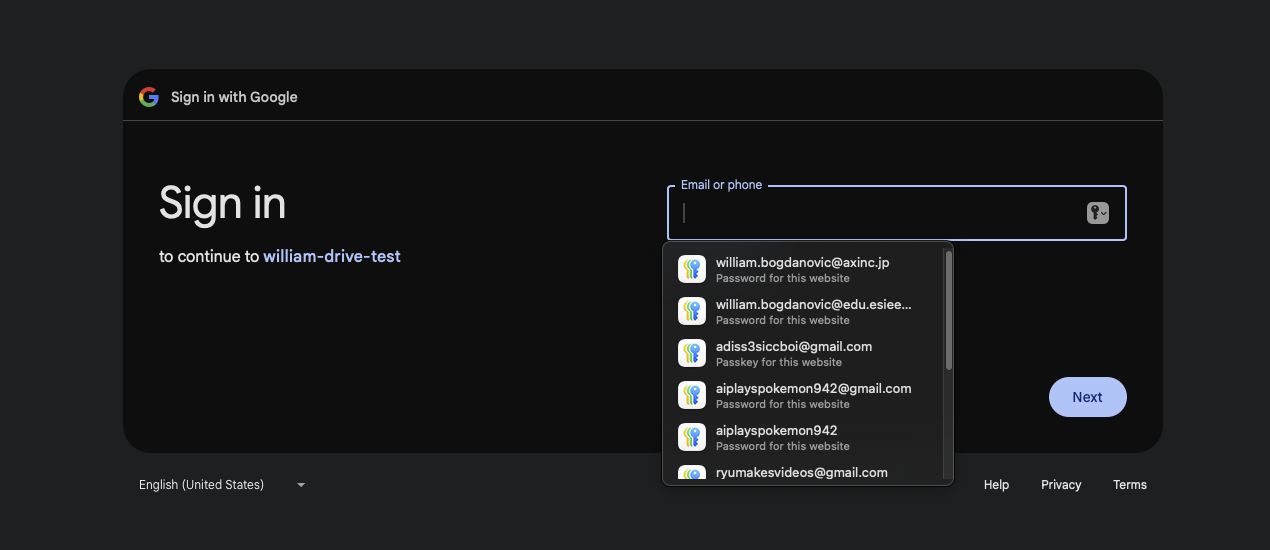 Sign in with Google
Sign in
to continue to william-drive-test
Email or phone
william.bogdanovic@axinc.jp
Password for this website
william.bogdanovic@edu.esiee...
Password for this website
adiss3siccboi@gmail.com
Passkey for this website
aiplayspokemon942@gmail.com
Password for this website
aiplayspokemon942
Password for this website
ryumakesvideos@gmail.com
Next
English (United States)
Help
Privacy
Terms